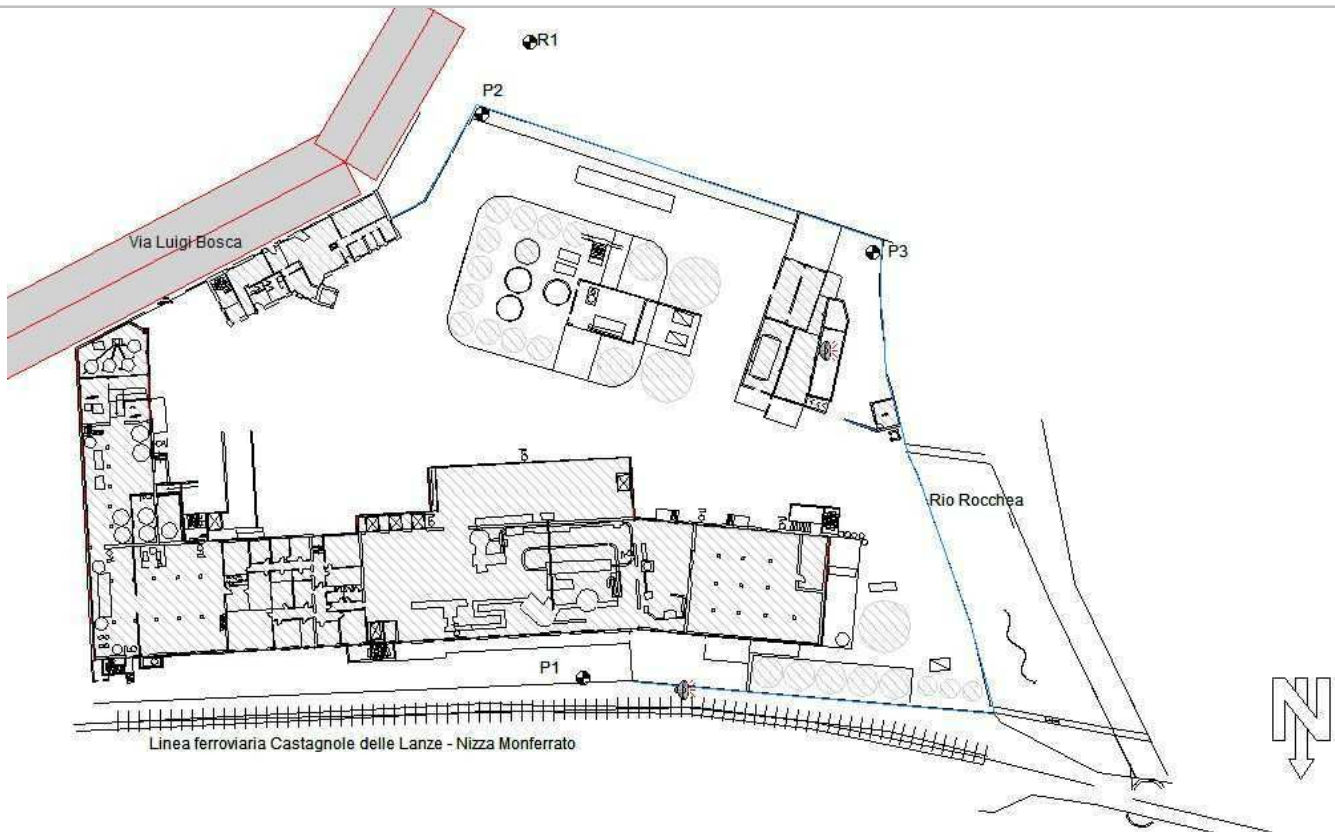 R1
P2
Via Luigi Bosca
P3
Rio Rocchea
P1
Linea ferroviaria Castagnole delle Lanze - Nizza Monferrato
N